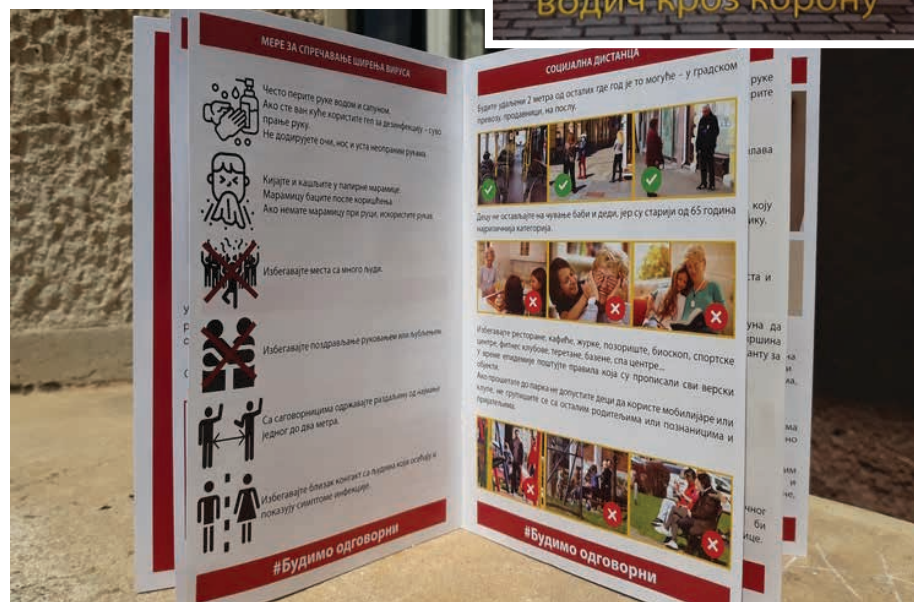 водич кроз корону
МЕРЕ ЗА СПРЕЧАВАЊЕ ШИРЕЊА ВИРУСА
Често перите руке водом и сапуном.
Ако сте ван куће користите гел за дезинфекцију – суво
прање руку.
Не додирујете очи, нос и уста неопраним рукама.
Кијајте и кашљите у папирне марамице.
Марамицу баците после коришћења.
Ако немате марамицу при руци, искористите рукав.
Избегавајте места са много људи.
Избегавајте поздрављање руковањем или љубљењем.
Са саговорницима одржавајте раздаљину од најмање
једног до два метра.
Избегавајте близак контакт са људима који осећају и
показују симптоме инфекције.
#Будимо одговорни
СОЦИЈАЛНА ДИСТАНЦА
Будите удаљени 2 метра од осталих где год је то могуће – у градском
превозу, продавници, на послу.
Децу не остављајте на чување баби и деди, јер су старији од 65 година
најризичнија категорија.
Избегавајте ресторане, кафиће, журке, позориште, биоскоп, спортске
центре, фитнес клубове, теретане, базене, спа центре...
У време епидемије поштујте правила која су прописали сви верски
објекти.
Ако прошетате до парка не допустите деци да користе мобилијаре или
клупе, не групишите се са осталим родитељима или познаницима и
пријатељима.
#Будимо одговорни
руке
коју